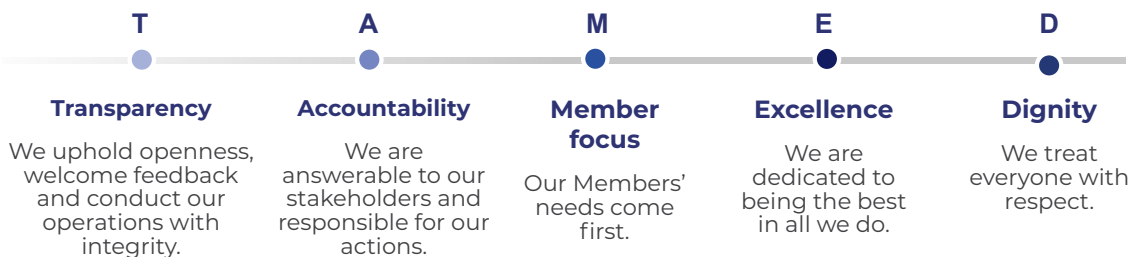 T
A
M
E
D
Transparency
We uphold openness,
welcome feedback
and conduct our
operations with
integrity.
Accountability
We are
answerable to our
stakeholders and
responsible for our
actions.
Member
focus
Our Members'
needs come
first.
Excellence
We are
dedicated to
being the best
in all we do.
Dignity
We treat
everyone with
respect.